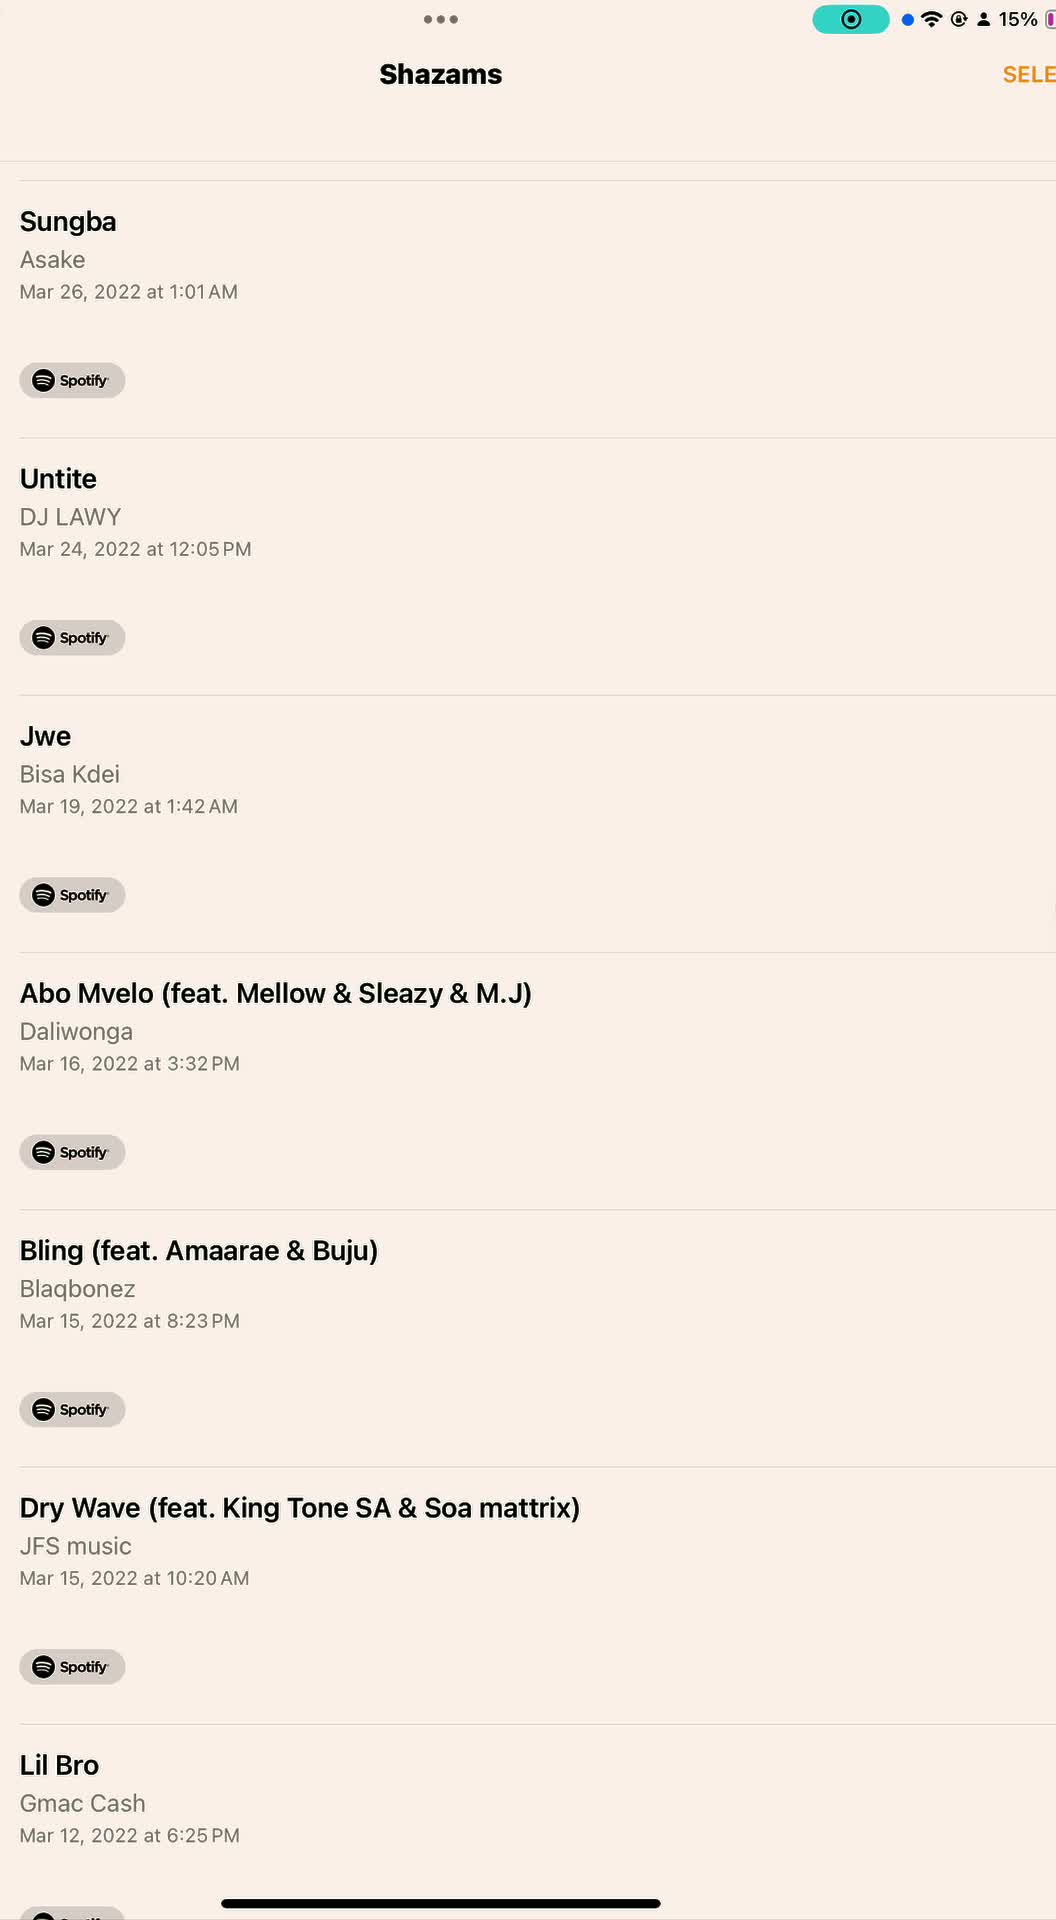 15%
Shazams
SELE
Sungba
Asake
Mar 26, 2022 at 1:01 AM
Spotify
Untite
DJ LAWY
Mar 24, 2022 at 12:05 PM
Spotify
Jwe
Bisa Kdei
Mar 19, 2022 at 1:42 AM
Spotify
Abo Mvelo (feat. Mellow & Sleazy & M.J)
Daliwonga
Mar 16, 2022 at 3:32 PM
Spotify
Bling (feat. Amaarae & Buju)
Blaqbonez
Mar 15, 2022 at 8:23 PM
Spotify
Dry Wave (feat. King Tone SA & Soa mattrix)
JFS music
Mar 15, 2022 at 10:20 AM
Spotify
Lil Bro
Gmac Cash
Mar 12, 2022 at 6:25 PM
Spotify